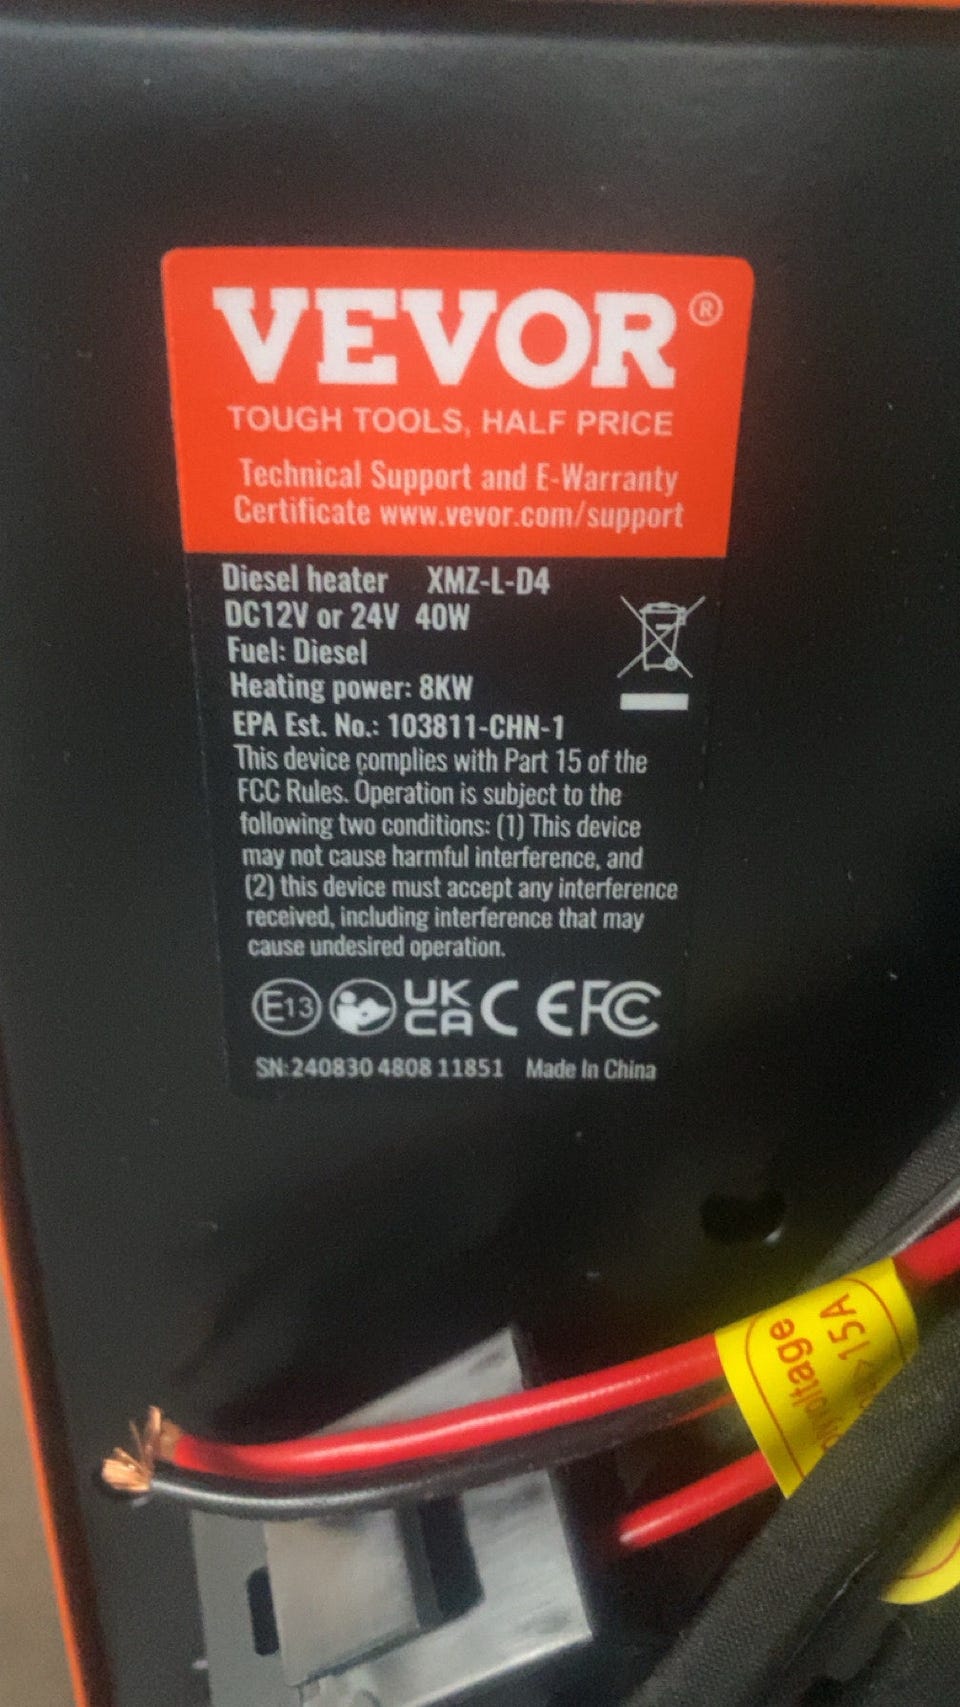 VEVOR®
TOUGH TOOLS, HALF PRICE
Technical Support and E-Warranty
Certificate www.vevor.com/support
Diesel heater XMZ-L-D4
DC12V or 24V 40W
Fuel: Diesel
Heating power: 8KW
EPA Est. No.: 103811-CHN-1
This device complies with Part 15 of the
FCC Rules. Operation is subject to the
following two conditions: (1) This device
may not cause harmful interference, and
(2) this device must accept any interference
received, including interference that may
cause undesired operation.
E13 UK CA CE FC
SN:240830 4808 11851 Made In China
voltage
>15A